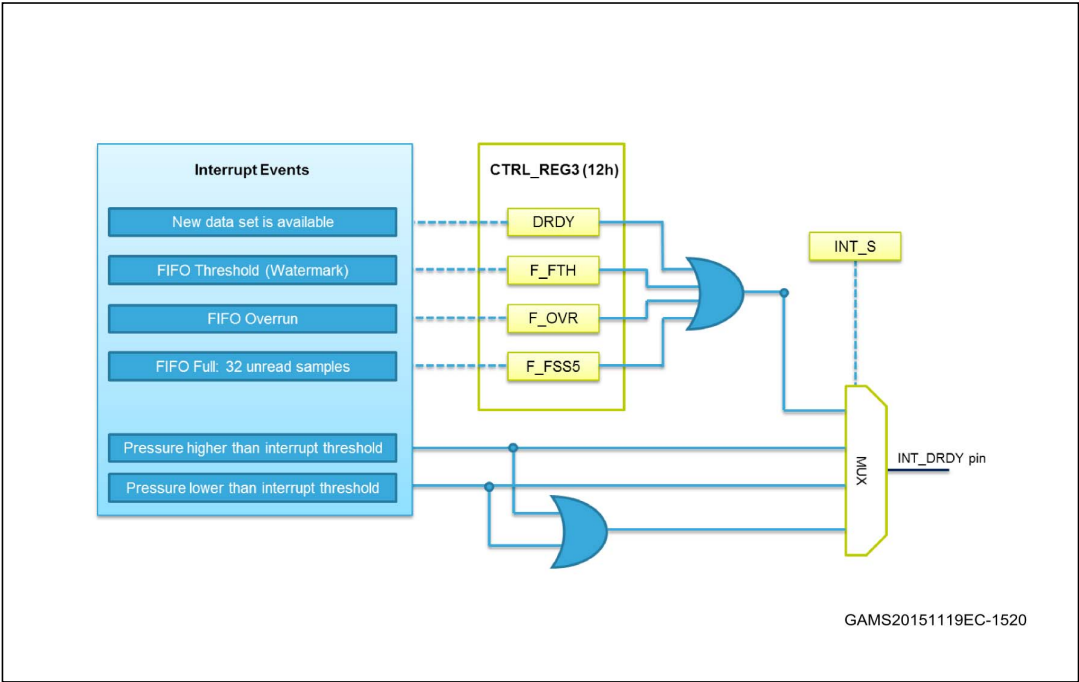 Interrupt Events
CTRL_REG3 (12h)
New data set is available
DRDY
FIFO Threshold (Watermark)
F_FTH
INT_S
FIFO Overrun
F_OVR
FIFO Full: 32 unread samples
F_FSS5
Pressure higher than interrupt threshold
Pressure lower than interrupt threshold
MUX
INT_DRDY pin
GAMS20151119EC-1520